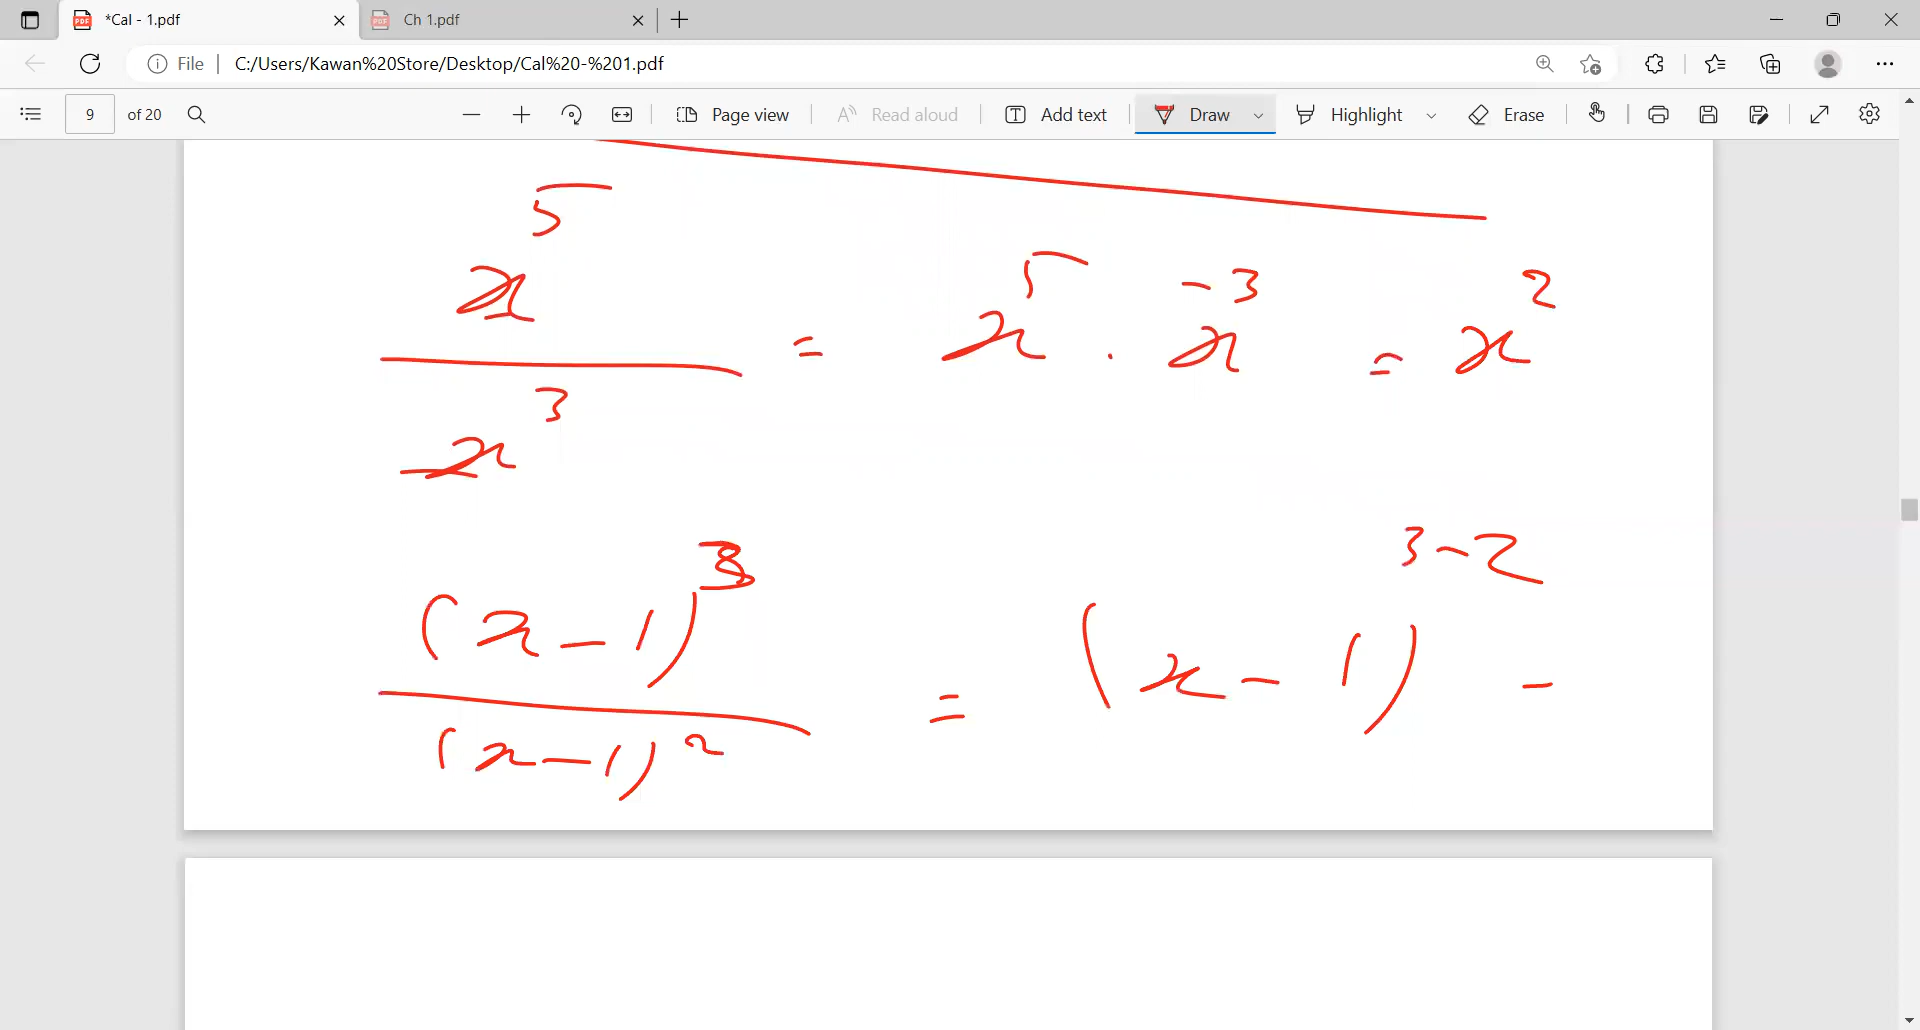 *Cal - 1.pdf
Ch 1.pdf
File | C:/Users/Kawan%20Store/Desktop/Cal%20-%201.pdf
9 of 20 Page view Read aloud Add text Draw Highlight Erase
x^5 / x^3 = x^5 . x^-3 = x^2
(x-1)^3 / (x-1)^2 = (x-1)^3-2 -